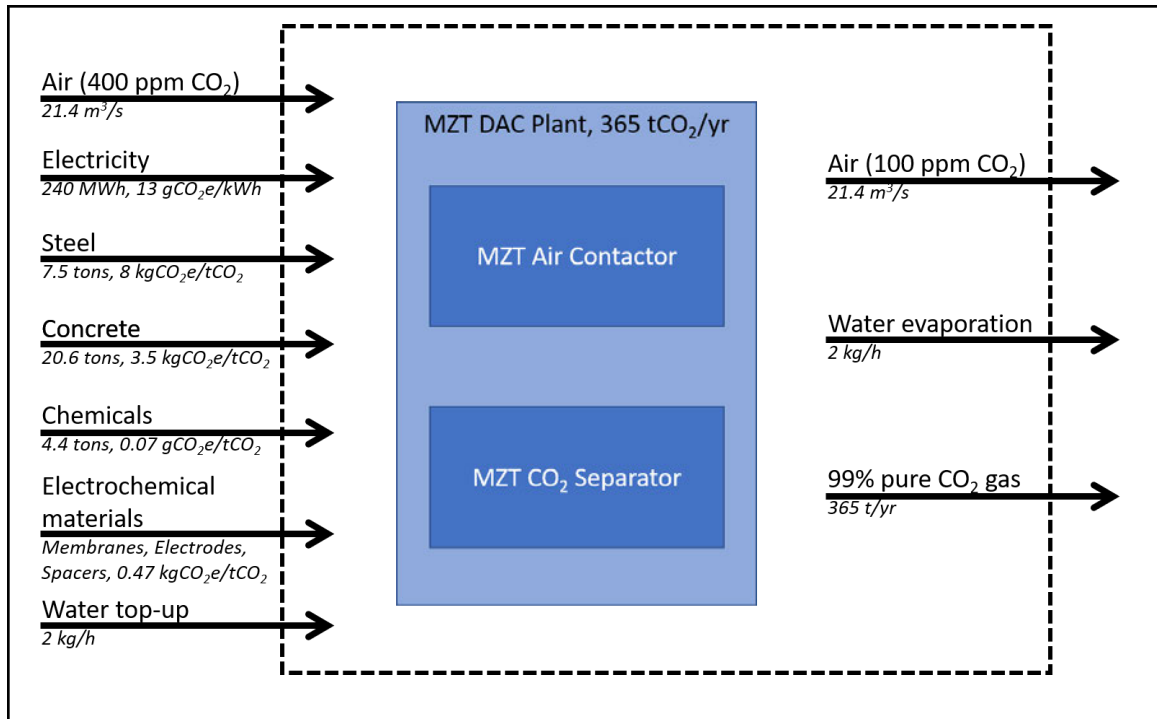 Air (400 ppm CO₂)
21.4 m³/s
Electricity
240 MWh, 13 gCO₂e/kWh
Steel
7.5 tons, 8 kgCO₂e/tCO₂
Concrete
20.6 tons, 3.5 kgCO₂e/tCO₂
Chemicals
4.4 tons, 0.07 gCO₂e/tCO₂
Electrochemical
materials
Membranes, Electrodes,
Spacers, 0.47 kgCO₂e/tCO₂
Water top-up
2 kg/h
MZT DAC Plant, 365 tCO₂/yr
MZT Air Contactor
MZT CO₂ Separator
Air (100 ppm CO₂)
21.4 m³/s
Water evaporation
2 kg/h
99% pure CO₂ gas
365 t/yr